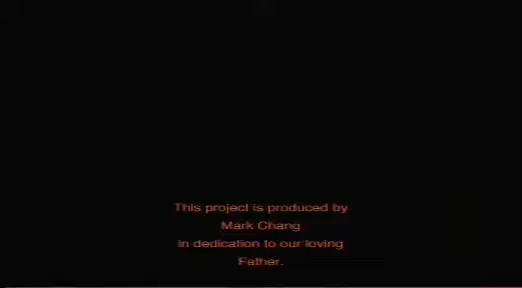 This project is produced by
Mark Chang
in dedication to our loving
Father.